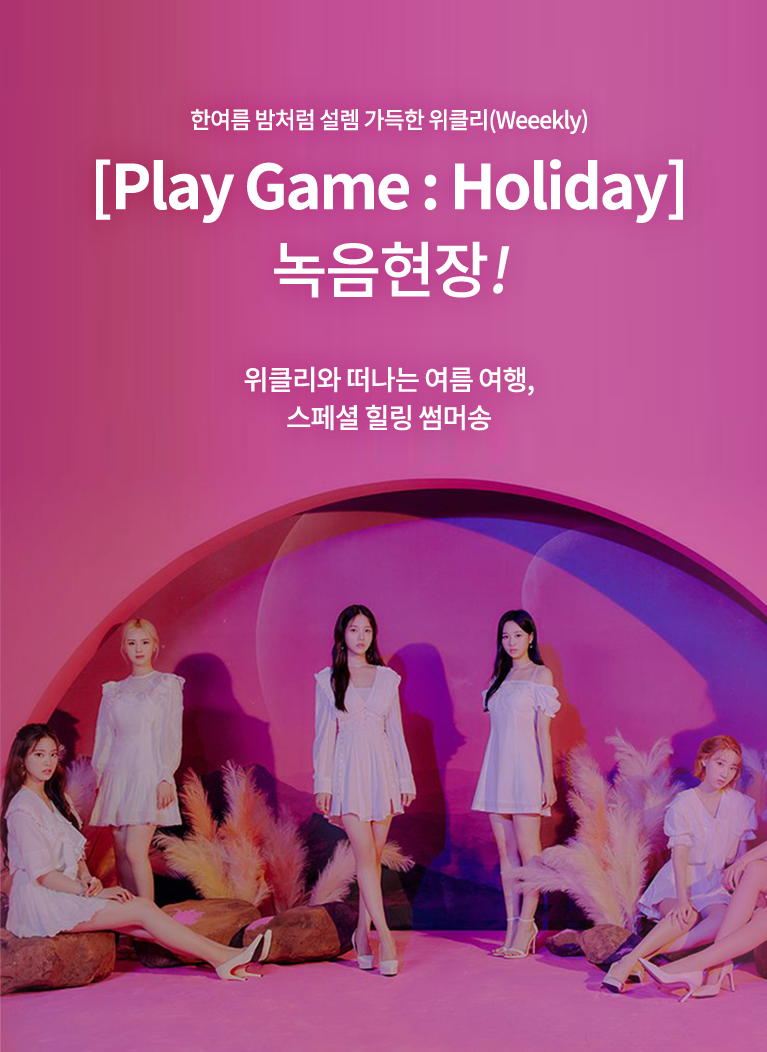 한여름 밤처럼 설렘 가득한 위클리(Weeekly)
[Play Game : Holiday]
녹음현장!
위클리와 떠나는 여름 여행,
스페셜 힐링 썸머송